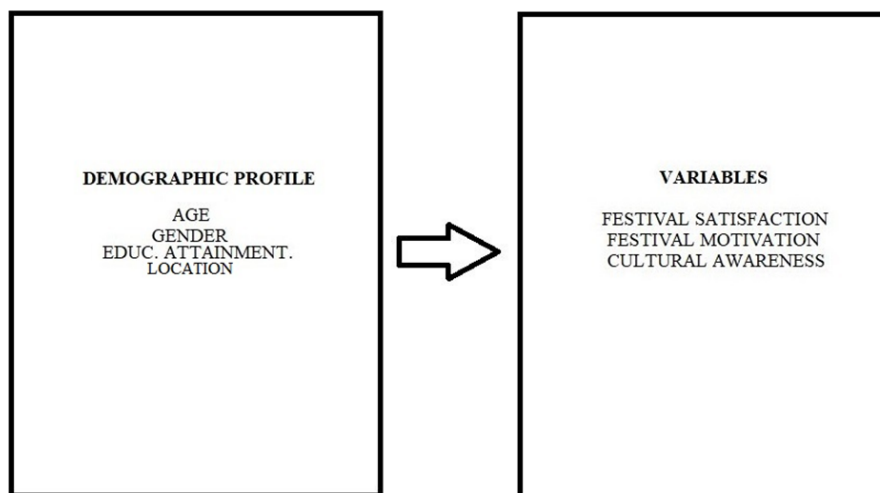 DEMOGRAPHIC PROFILE
AGE
GENDER
EDUC. ATTAINMENT.
LOCATION
VARIABLES
FESTIVAL SATISFACTION
FESTIVAL MOTIVATION
CULTURAL AWARENESS